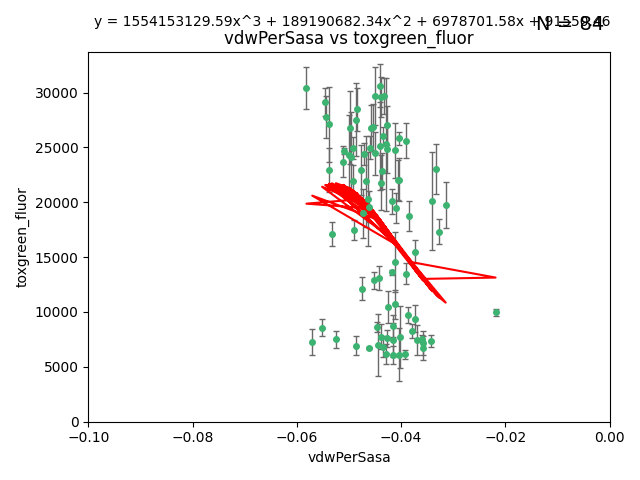 y = 1554153129.59x^3 + 189190682.34x^2 + 6978701.58x + 91559.46
N = 84
vdwPerSasa vs toxgreen_fluor
30000
25000
20000
15000
10000
5000
0
toxgreen_fluor
−0.10 −0.08 −0.06 −0.04 −0.02 0.00
vdwPerSasa